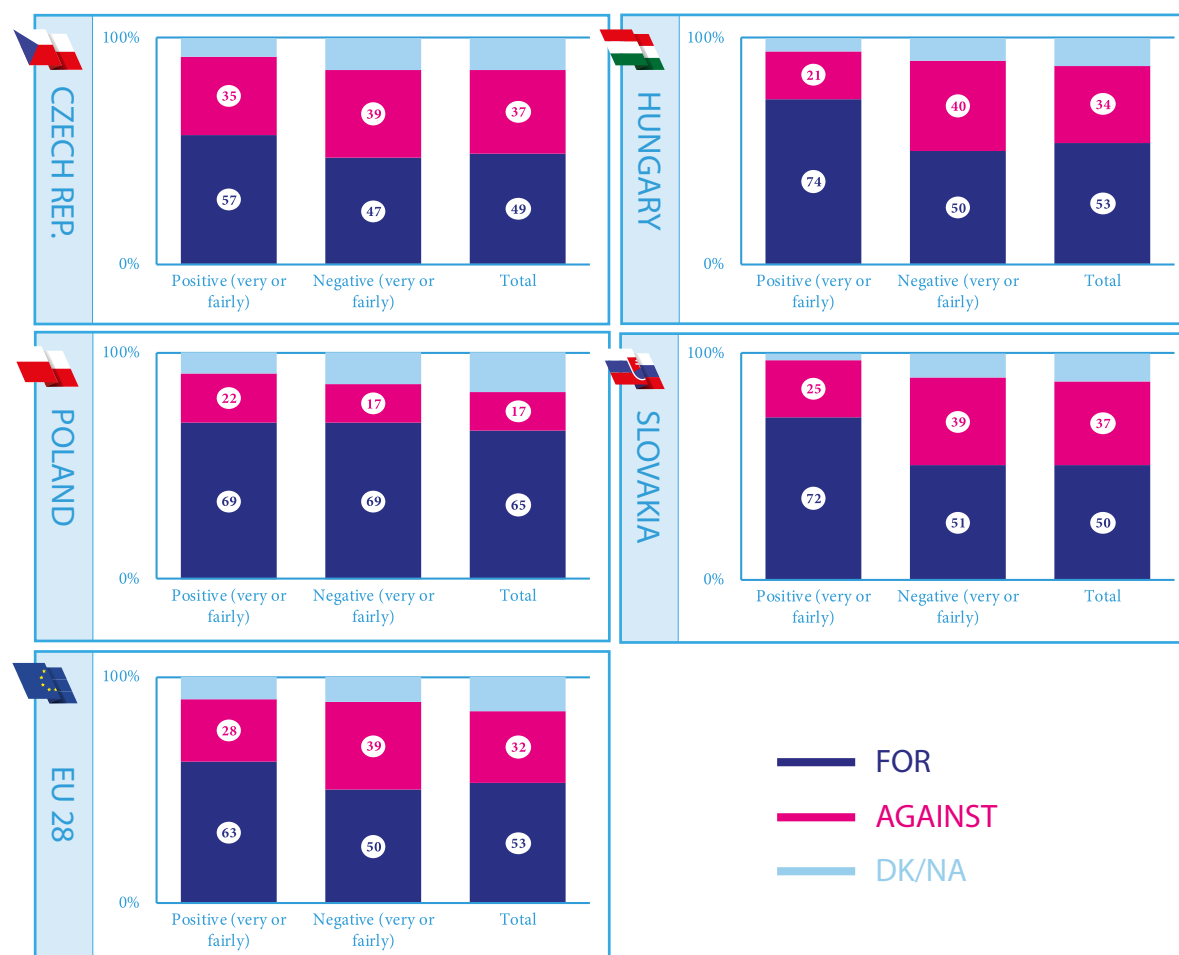 CZECH REP.
100%
35
39
37
57
47
49
0%
Positive (very or
fairly)
Negative (very or
fairly)
Total
HUNGARY
100%
21
40
34
74
50
53
0%
Positive (very or
fairly)
Negative (very or
fairly)
Total
POLAND
100%
22
17
17
69
69
65
0%
Positive (very or
fairly)
Negative (very or
fairly)
Total
SLOVAKIA
100%
25
39
37
72
51
50
0%
Positive (very or
fairly)
Negative (very or
fairly)
Total
EU 28
100%
28
39
32
63
50
53
0%
Positive (very or
fairly)
Negative (very or
fairly)
Total
FOR
AGAINST
DK/NA